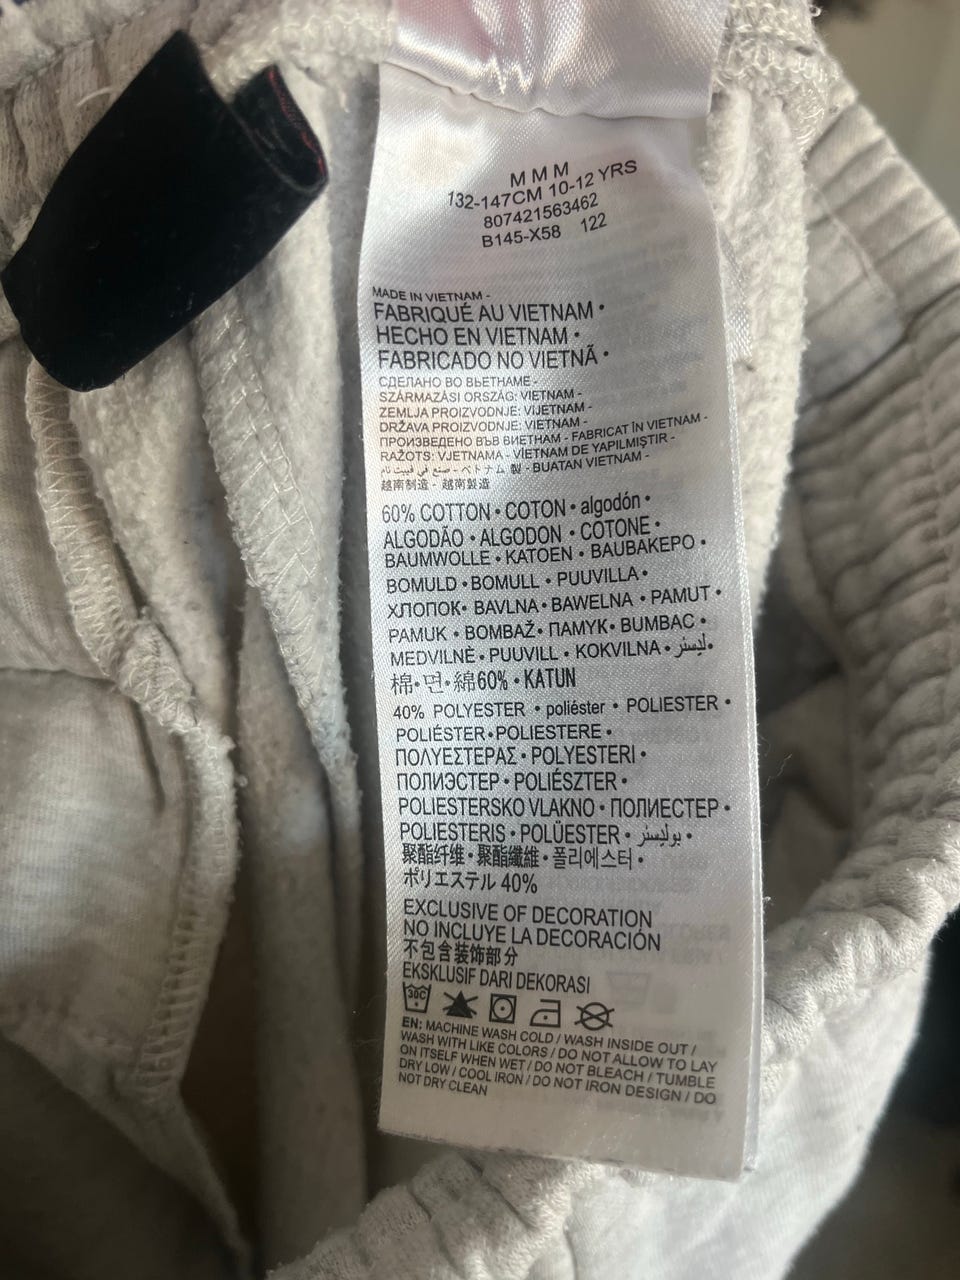 M M M
132-147CM 10-12 YRS
807421563462
B145-X58 122
MADE IN VIETNAM -
FABRIQUÉ AU VIETNAM •
HECHO EN VIETNAM •
FABRICADO NO VIETNÃ •
СДЕЛАНО ВО ВЬЕТНАМЕ -
SZÁRMAZÁSI ORSZÁG: VIETNAM -
ZEMLJA PROIZVODNJE: VIJETNAM -
DRŽAVA PROIZVODNJE: VIETNAM -
ПРОИЗВЕДЕНО ВЪВ ВИЕТНАМ - FABRICAT ÎN VIETNAM -
RAŽOTS: VJETNAMA - VİETNAM DE YAPILMIŞTIR -
صنع في فييت نام - ベトナム 製 - BUATAN VIETNAM -
越南制造 - 越南製造
60% COTTON • COTON • algodón •
ALGODÃO • ALGODON • COTONE •
BAUMWOLLE • KATOEN • ΒΑUΒΑΚΕΡΟ •
BOMULD • BOMULL • PUUVILLA •
ХЛОПОК • BAVLNA • BAWELNA • PAMUT •
PAMUK • BOMBAŽ • ПАМУК • BUMBAC •
MEDVILNĖ • PUUVILL • KOKVILNA •
棉 • 면 • 綿60% • KATUN
40% POLYESTER • poliéster • POLIESTER •
POLIÉSTER • POLIESTERE •
ΠΟΛΥΕΣΤΕΡΑΣ • POLYESTERI •
ПОЛИЭСТЕР • POLIÉSZTER •
POLIESTERSKO VLAKNO • ПОЛИЕСТЕР •
POLIESTERIS • POLÜESTER • بوليستر •
聚酯纤维 • 聚酯纖維 • 폴리에스터 •
ポリエステル 40%
EXCLUSIVE OF DECORATION
NO INCLUYE LA DECORACIÓN
不包含装饰部分
EKSKLUSIF DARI DEKORASI
30C
EN: MACHINE WASH COLD / WASH INSIDE OUT /
WASH WITH LIKE COLORS / DO NOT ALLOW TO LAY
ON ITSELF WHEN WET / DO NOT BLEACH / TUMBLE
DRY LOW / COOL IRON / DO NOT IRON DESIGN / DO
NOT DRY CLEAN